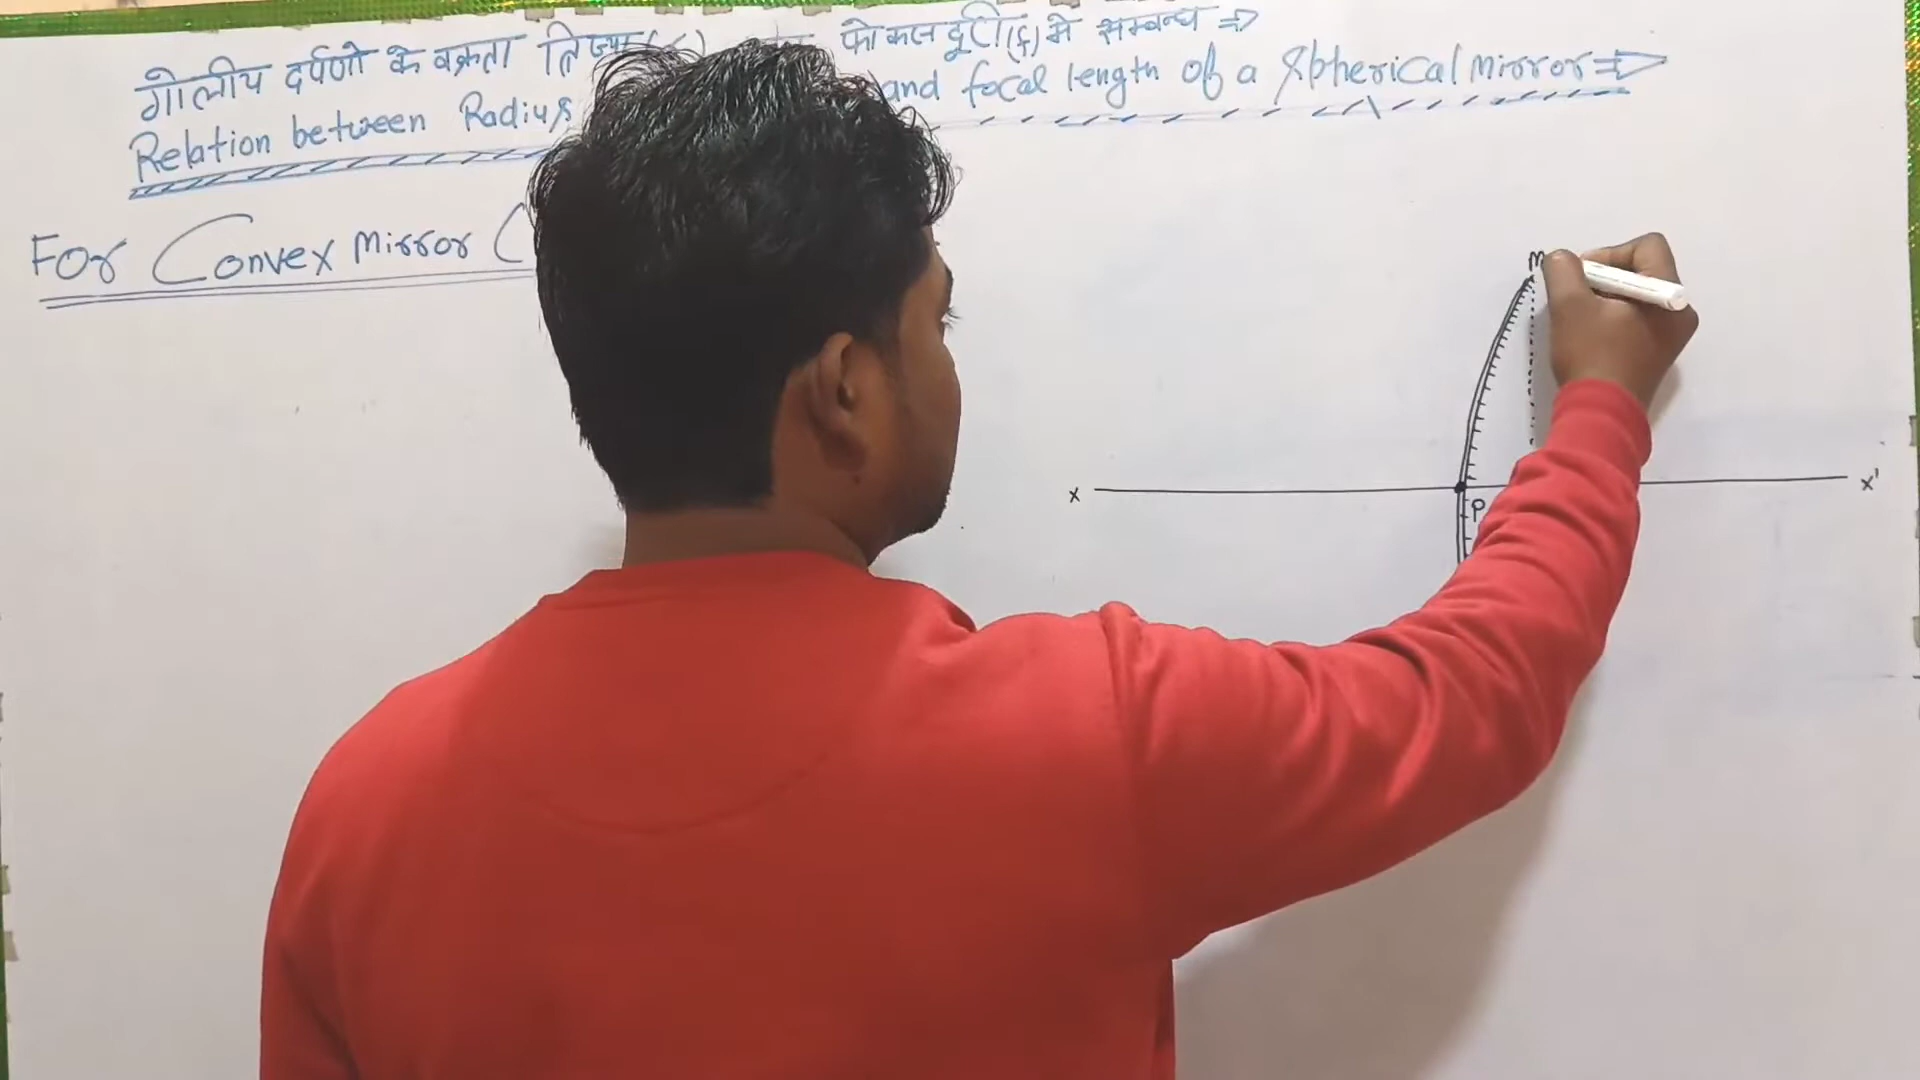 गोलीय दर्पणो के वक्रता फोकस दूरी(f) मे सम्बन्ध ⇒
Relation between Radius and focal length of a Spherical Mirror ⇒
For Convex Mirror (
M
X X'
P